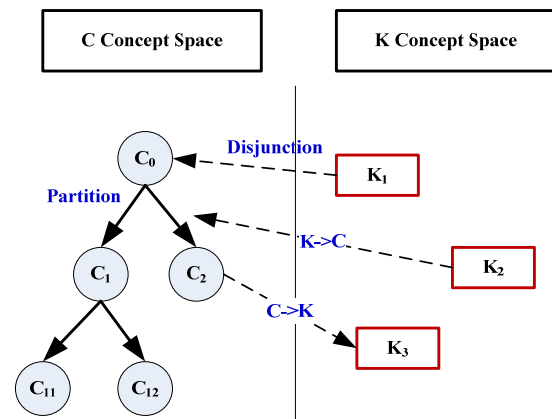 C Concept Space
K Concept Space
Disjunction
C₀
K₁
Partition
K->C
C₁
C₂
K₂
C->K
K₃
C₁₁
C₁₂